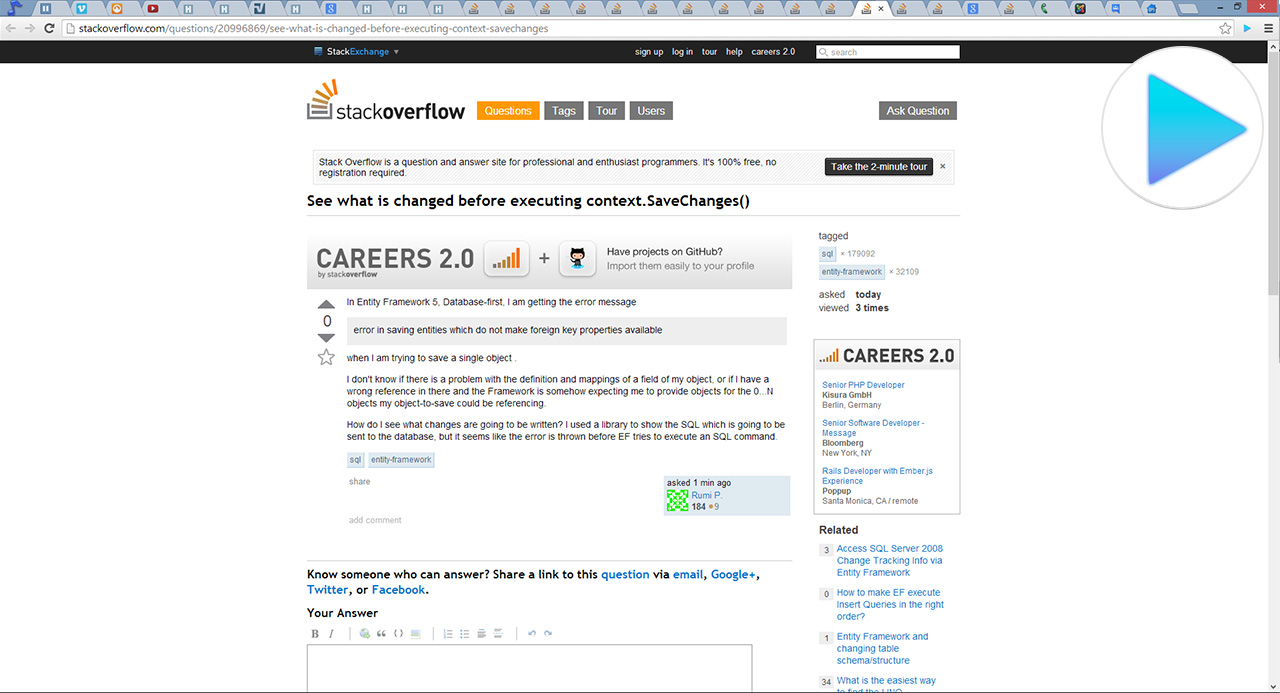 stackoverflow.com/questions/20996869/see-what-is-changed-before-executing-context-savechanges
StackExchange
sign up log in tour help careers 2.0
search
stackoverflow
Questions Tags Tour Users
Ask Question
Stack Overflow is a question and answer site for professional and enthusiast programmers. It's 100% free, no
registration required.
Take the 2-minute tour
×
See what is changed before executing context.SaveChanges()
CAREERS 2.0
by stackoverflow
+
Have projects on GitHub?
Import them easily to your profile
0
In Entity Framework 5, Database-first, I am getting the error message
error in saving entities which do not make foreign key properties available
when I am trying to save a single object .
I don't know if there is a problem with the definition and mappings of a field of my object, or if I have a
wrong reference in there and the Framework is somehow expecting me to provide objects for the 0...N
objects my object-to-save could be referencing.
How do I see what changes are going to be written? I used a library to show the SQL which is going to be
sent to the database, but it seems like the error is thrown before EF tries to execute an SQL command.
sql entity-framework
share
asked 1 min ago
Rumi P.
184 9
add comment
Know someone who can answer? Share a link to this question via email, Google+,
Twitter, or Facebook.
Your Answer
B I
tagged
sql × 179092
entity-framework × 32109
asked today
viewed 3 times
CAREERS 2.0
Senior PHP Developer
Kisura GmbH
Berlin, Germany
Senior Software Developer -
Message
Bloomberg
New York, NY
Rails Developer with Ember.js
Experience
Poppup
Santa Monica, CA / remote
Related
3 Access SQL Server 2008
Change Tracking Info via
Entity Framework
0 How to make EF execute
Insert Queries in the right
order?
1 Entity Framework and
changing table
schema/structure
34 What is the easiest way